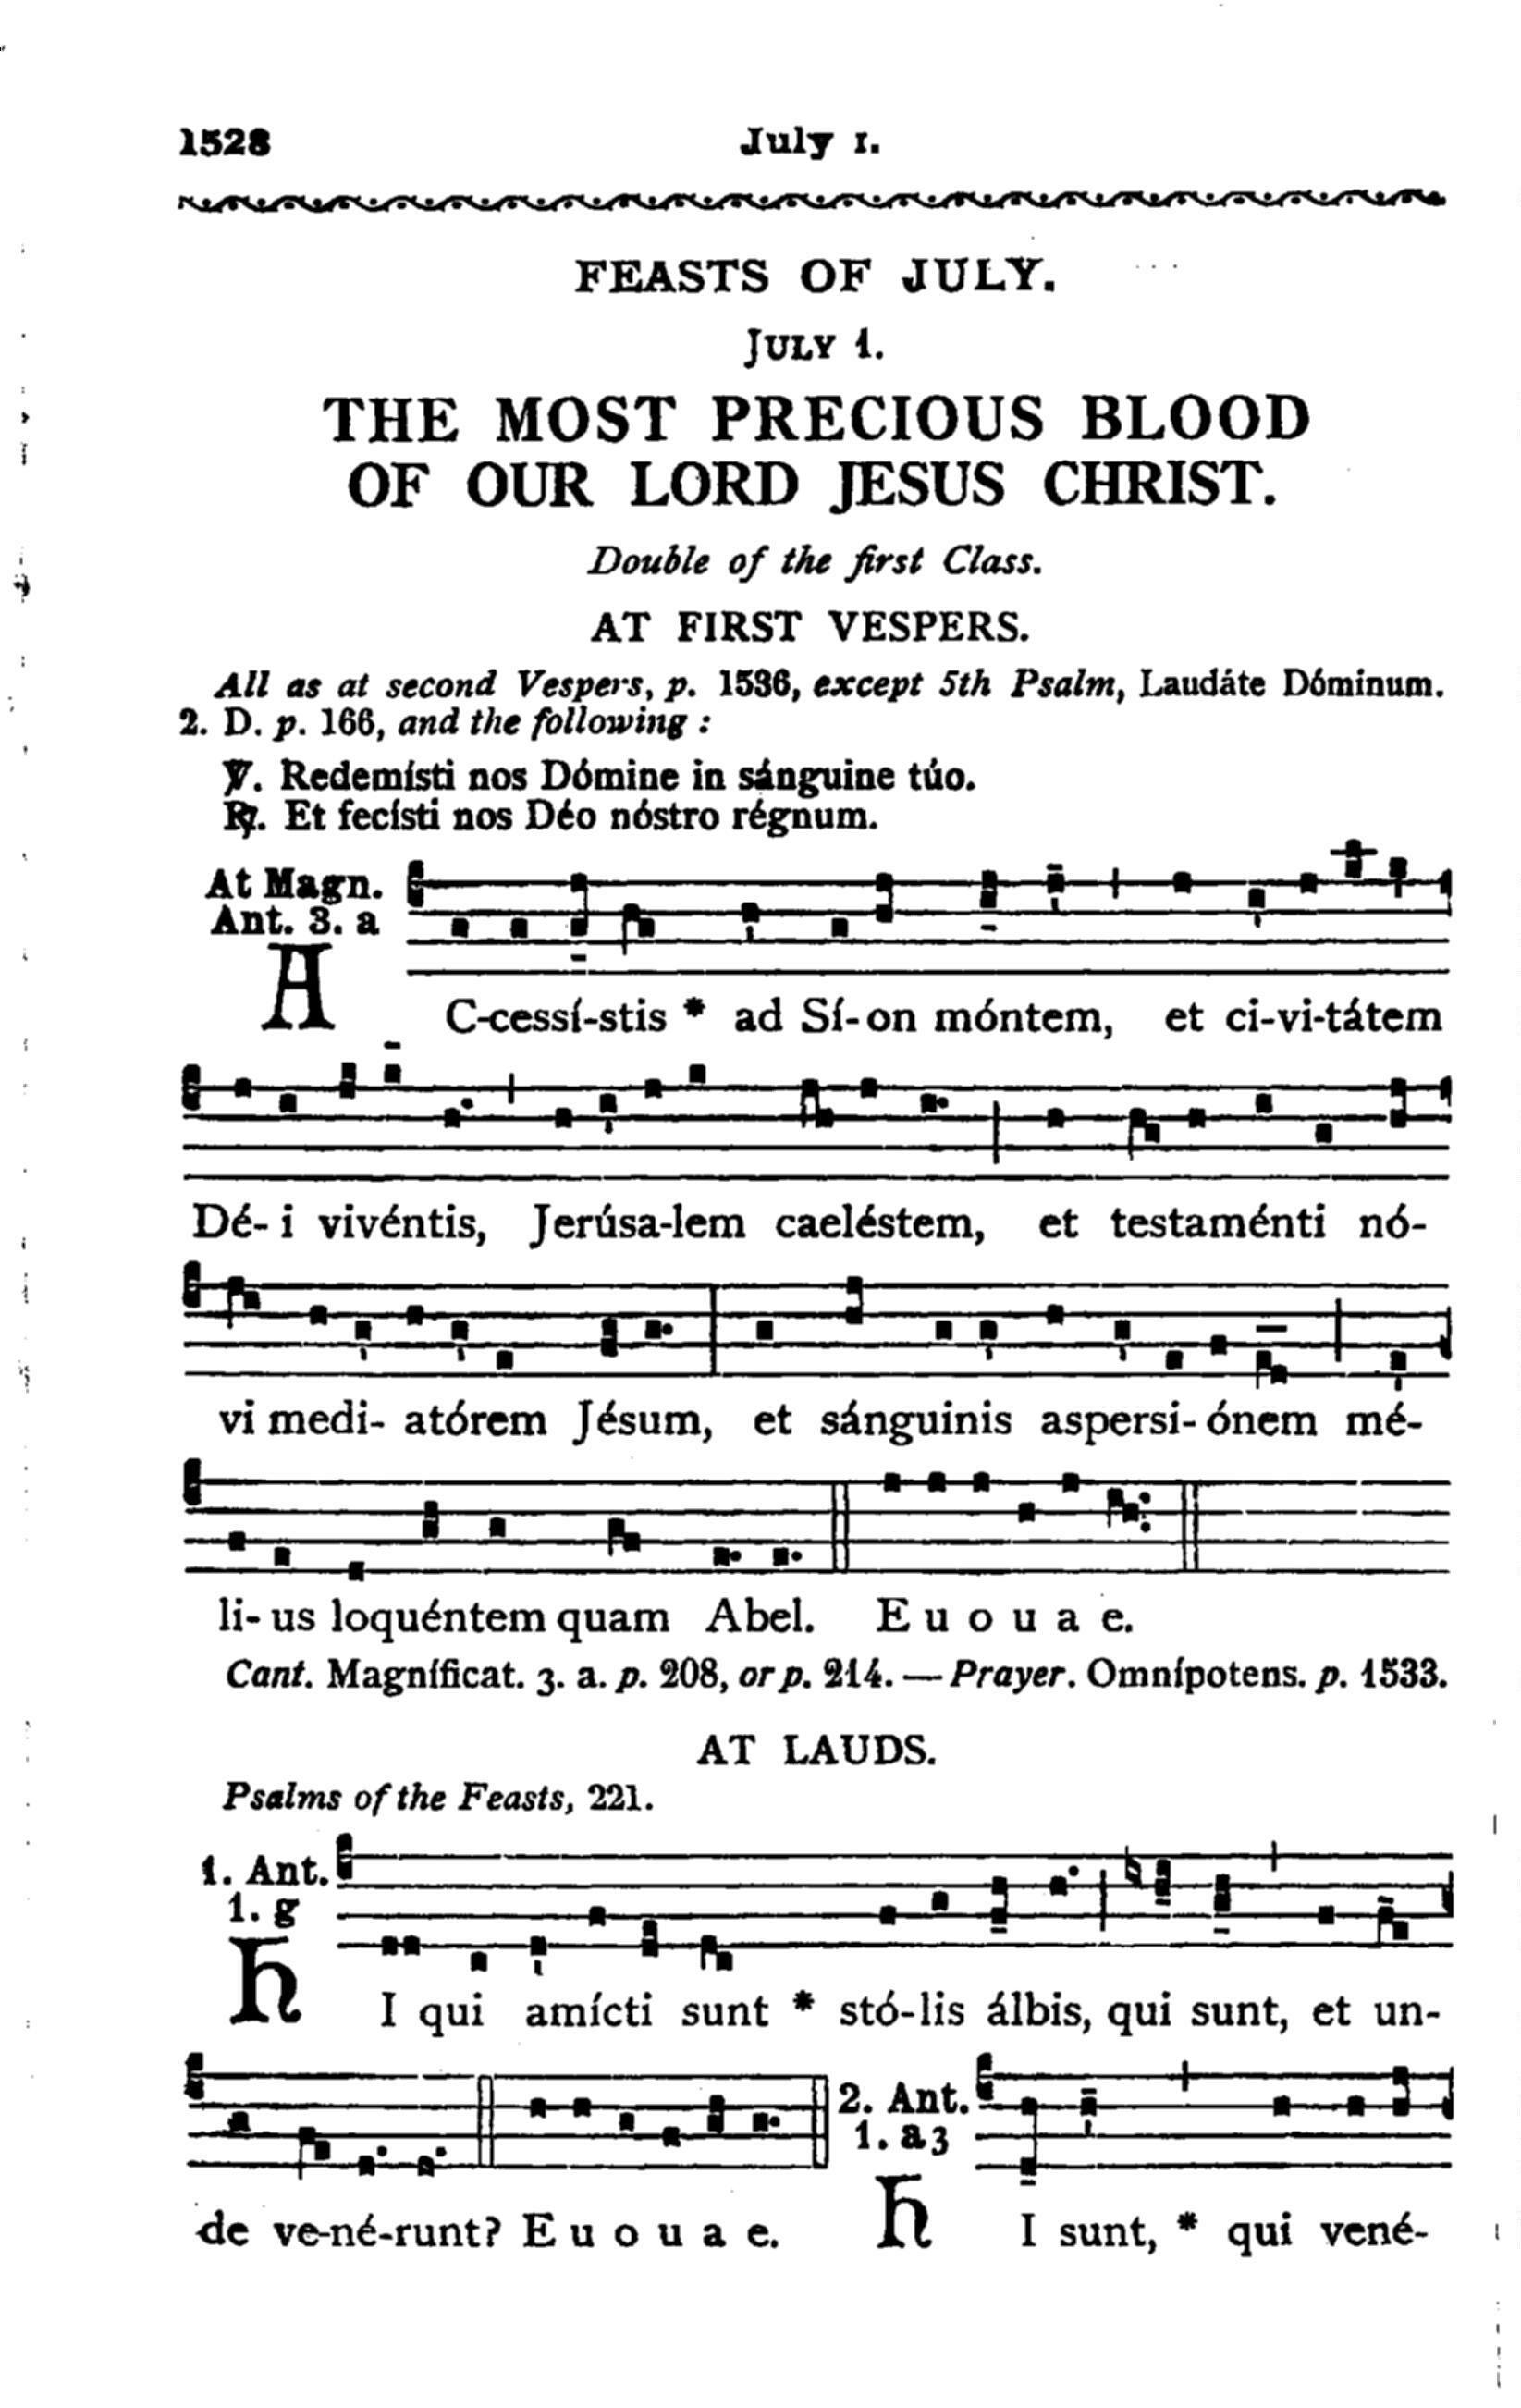 1528 July 1.
FEASTS OF JULY.
JULY 1.
THE MOST PRECIOUS BLOOD
OF OUR LORD JESUS CHRIST.
Double of the first Class.
AT FIRST VESPERS.
All as at second Vespers, p. 1536, except 5th Psalm, Laudáte Dóminum.
2. D. p. 166, and the following :
℣. Redemísti nos Dómine in sánguine túo.
℟. Et fecísti nos Déo nóstro régnum.
At Magn.
Ant. 3. a
AC-cessí-stis * ad Sí-on móntem, et ci-vi-tátem
Dé- i vivéntis, Jerúsa-lem caeléstem, et testaménti nó-
vi medi- atórem Jésum, et sánguinis aspersi- ónem mé-
li- us loquéntem quam Abel. E u o u a e.
Cant. Magníficat. 3. a. p. 208, or p. 214. — Prayer. Omnípotens. p. 1533.
AT LAUDS.
Psalms of the Feasts, 221.
1. Ant.
1. g
HI qui amícti sunt * stó-lis álbis, qui sunt, et un-
de ve-né-runt? E u o u a e.
2. Ant.
1. a3
HI sunt, * qui vené-